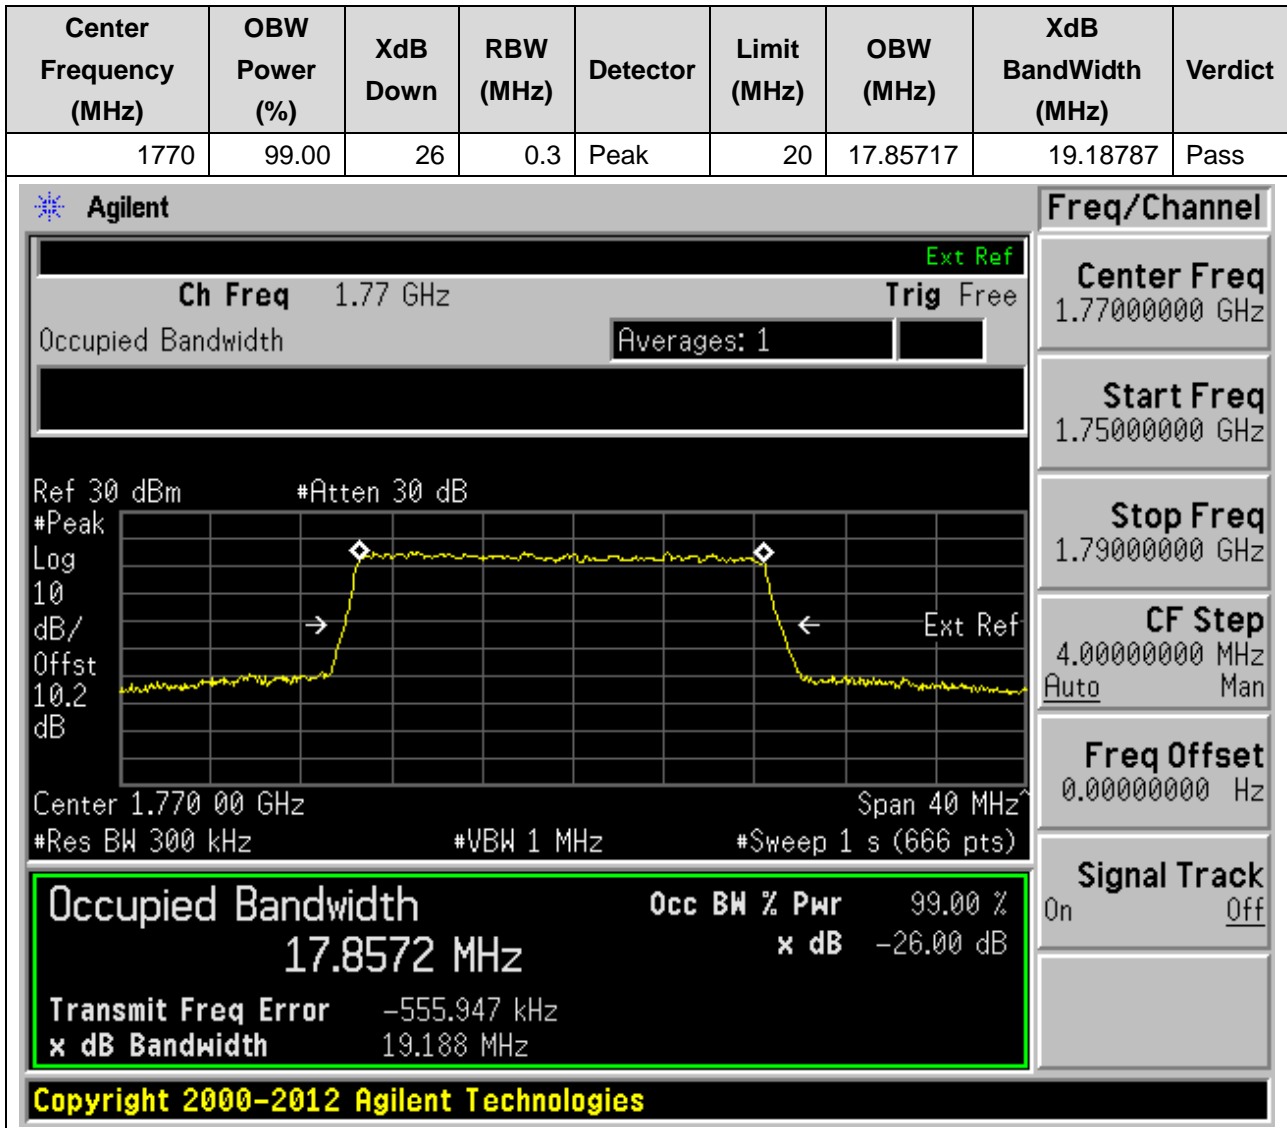 Center Frequency (MHz) OBW Power (%) XdB Down RBW (MHz) Detector Limit (MHz) OBW (MHz) XdB BandWidth (MHz) Verdict
1770 99.00 26 0.3 Peak 20 17.85717 19.18787 Pass
Agilent
Freq/Channel
Ext Ref
Ch Freq 1.77 GHz Trig Free
Occupied Bandwidth Averages: 1
Center Freq
1.77000000 GHz
Start Freq
1.75000000 GHz
Stop Freq
1.79000000 GHz
CF Step
4.00000000 MHz
Auto Man
Freq Offset
0.00000000 Hz
Signal Track
On Off
Ref 30 dBm #Atten 30 dB
#Peak
Log
10
dB/
Offst
10.2
dB
Ext Ref
Center 1.770 00 GHz Span 40 MHz^
#Res BW 300 kHz #VBW 1 MHz #Sweep 1 s (666 pts)
Occupied Bandwidth
17.8572 MHz
Occ BW % Pwr 99.00 %
x dB -26.00 dB
Transmit Freq Error -555.947 kHz
x dB Bandwidth 19.188 MHz
Copyright 2000-2012 Agilent Technologies